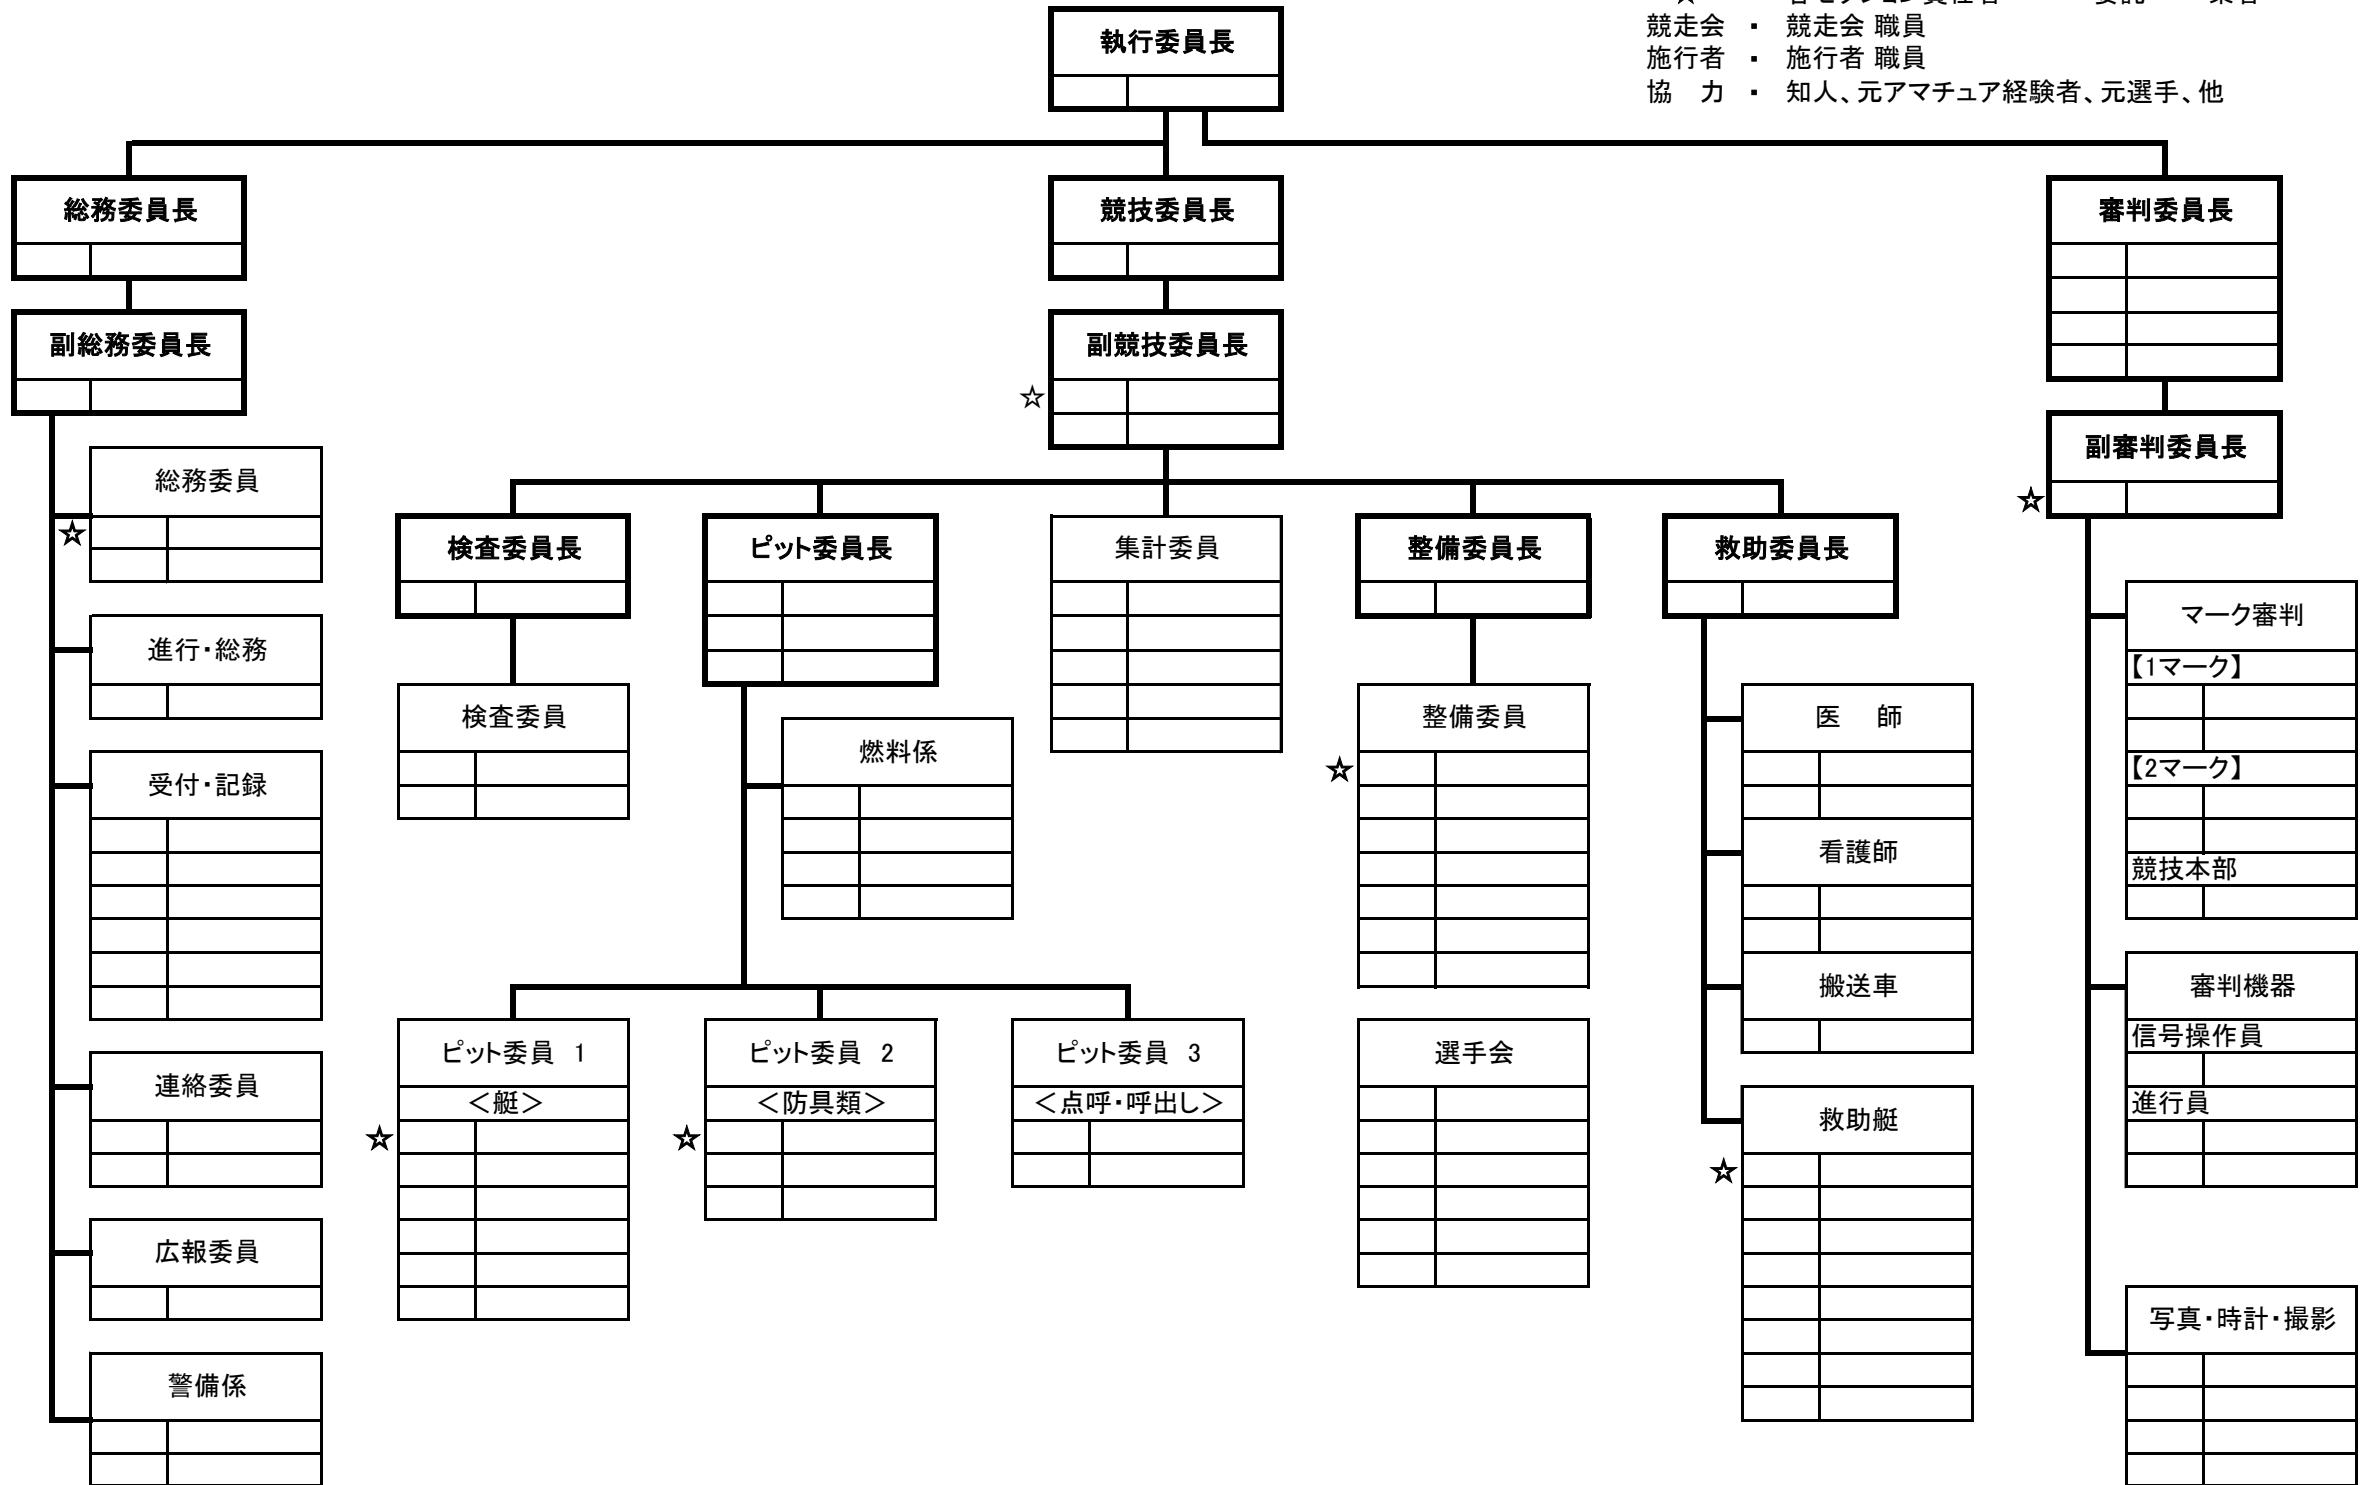 執行委員長
競走会 ・ 競走会 職員
施行者 ・ 施行者 職員
協 力 ・ 知人、元アマチュア経験者、元選手、他
総務委員長
競技委員長
審判委員長
副総務委員長
副競技委員長
☆
副審判委員長
☆
総務委員
☆
進行・総務
受付・記録
連絡委員
広報委員
警備係
検査委員長
検査委員
ピット委員長
燃料係
ピット委員 1
＜艇＞
☆
ピット委員 2
＜防具類＞
☆
ピット委員 3
＜点呼・呼出し＞
集計委員
整備委員長
整備委員
☆
選手会
救助委員長
医 師
看護師
搬送車
救助艇
☆
マーク審判
【1マーク】
【2マーク】
競技本部
審判機器
信号操作員
進行員
写真・時計・撮影